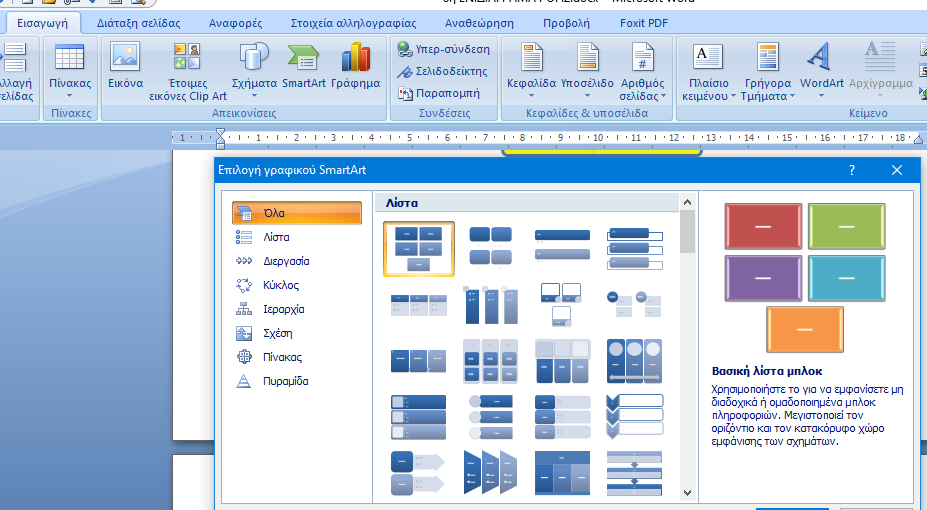 Microsoft Word
Εισαγωγή Διάταξη σελίδας Αναφορές Στοιχεία αλληλογραφίας Αναθεώρηση Προβολή Foxit PDF
σελίδας
Πίνακας
Πίνακες
Εικόνα
Έτοιμες
εικόνες Clip Art
Σχήματα
SmartArt
Γράφημα
Απεικονίσεις
Υπερ-σύνδεση
Σελιδοδείκτης
Παραπομπή
Συνδέσεις
Κεφαλίδα
Υποσέλιδο
Αριθμός
σελίδας
Κεφαλίδες & υποσέλιδα
Πλαίσιο
κειμένου
Γρήγορα
Τμήματα
WordArt
Αρχίγραμμα
Κείμενο
1 1 2 3 4 5 6 7 8 9 10 11 12 13 14 15 16 17 18
Επιλογή γραφικού SmartArt
?
Όλα
Λίστα
Διεργασία
Κύκλος
Ιεραρχία
Σχέση
Πίνακας
Πυραμίδα
Λίστα
Βασική λίστα μπλοκ
Χρησιμοποιήστε το για να εμφανίσετε μη
διαδοχικά ή ομαδοποιημένα μπλοκ
πληροφοριών. Μεγιστοποιεί τον
οριζόντιο και τον κατακόρυφο χώρο
εμφάνισης των σχημάτων.